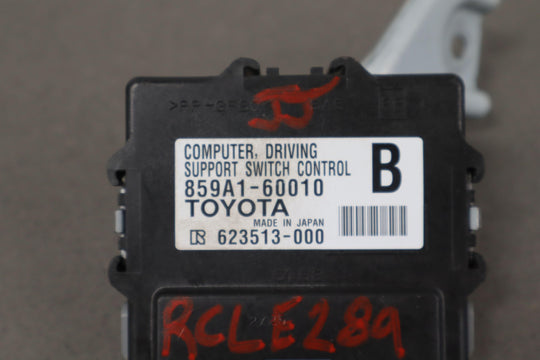 COMPUTER, DRIVING
SUPPORT SWITCH CONTROL
B
859A1-60010
TOYOTA
MADE IN JAPAN
R 623513-000
RCLE289